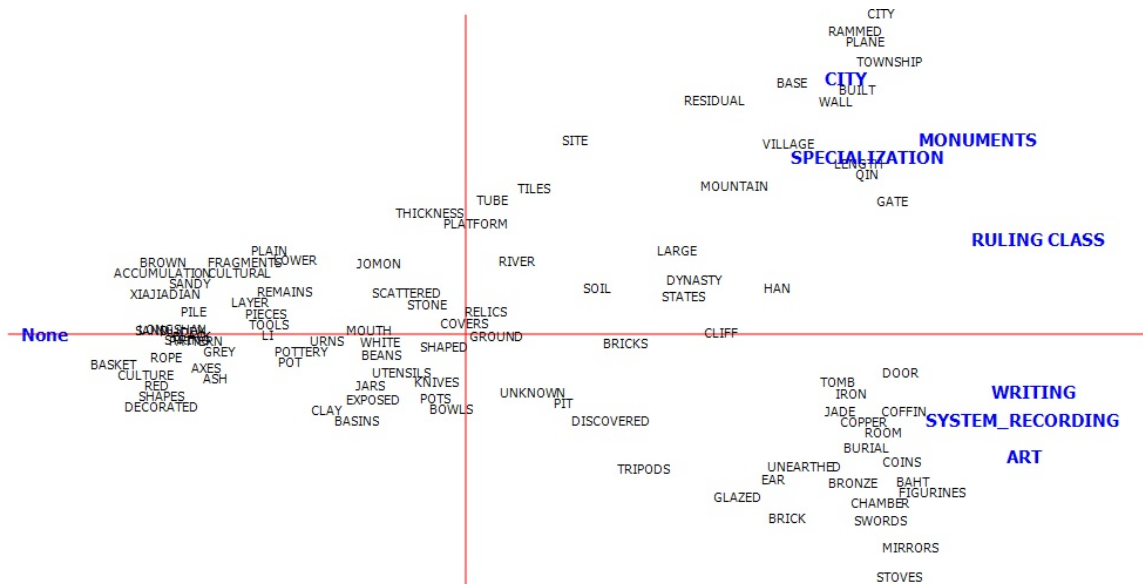 CITY
RAMMED
PLANE
TOWNSHIP
CITY
BASE
BUILT
RESIDUAL
WALL
SITE
VILLAGE
MONUMENTS
SPECIALIZATION
LENGTH
QIN
MOUNTAIN
TILES
TUBE
GATE
THICKNESS
PLATFORM
RULING CLASS
PLAIN
LARGE
BROWN
FRAGMENTS
LOWER
JOMON
RIVER
ACCUMULATION
CULTURAL
SANDY
DYNASTY
XIAJIADIAN
REMAINS
SCATTERED
SOIL
STATES
HAN
LAYER
STONE
PILE
PIECES
RELICS
TOOLS
COVERS
LONGSHAN
MOUTH
CLIFF
None
LI
GROUND
URNS
WHITE
BRICKS
SHAPED
GREY
POTTERY
BEANS
ROPE
POT
BASKET
AXES
UTENSILS
DOOR
CULTURE
ASH
KNIVES
TOMB
RED
JARS
UNKNOWN
IRON
WRITING
SHAPES
EXPOSED
POTS
PIT
DECORATED
CLAY
BOWLS
JADE
COFFIN
BASINS
DISCOVERED
COPPER
SYSTEM_RECORDING
ROOM
BURIAL
ART
TRIPODS
UNEARTHED
COINS
EAR
BRONZE
BAHT
FIGURINES
GLAZED
CHAMBER
BRICK
SWORDS
MIRRORS
STOVES